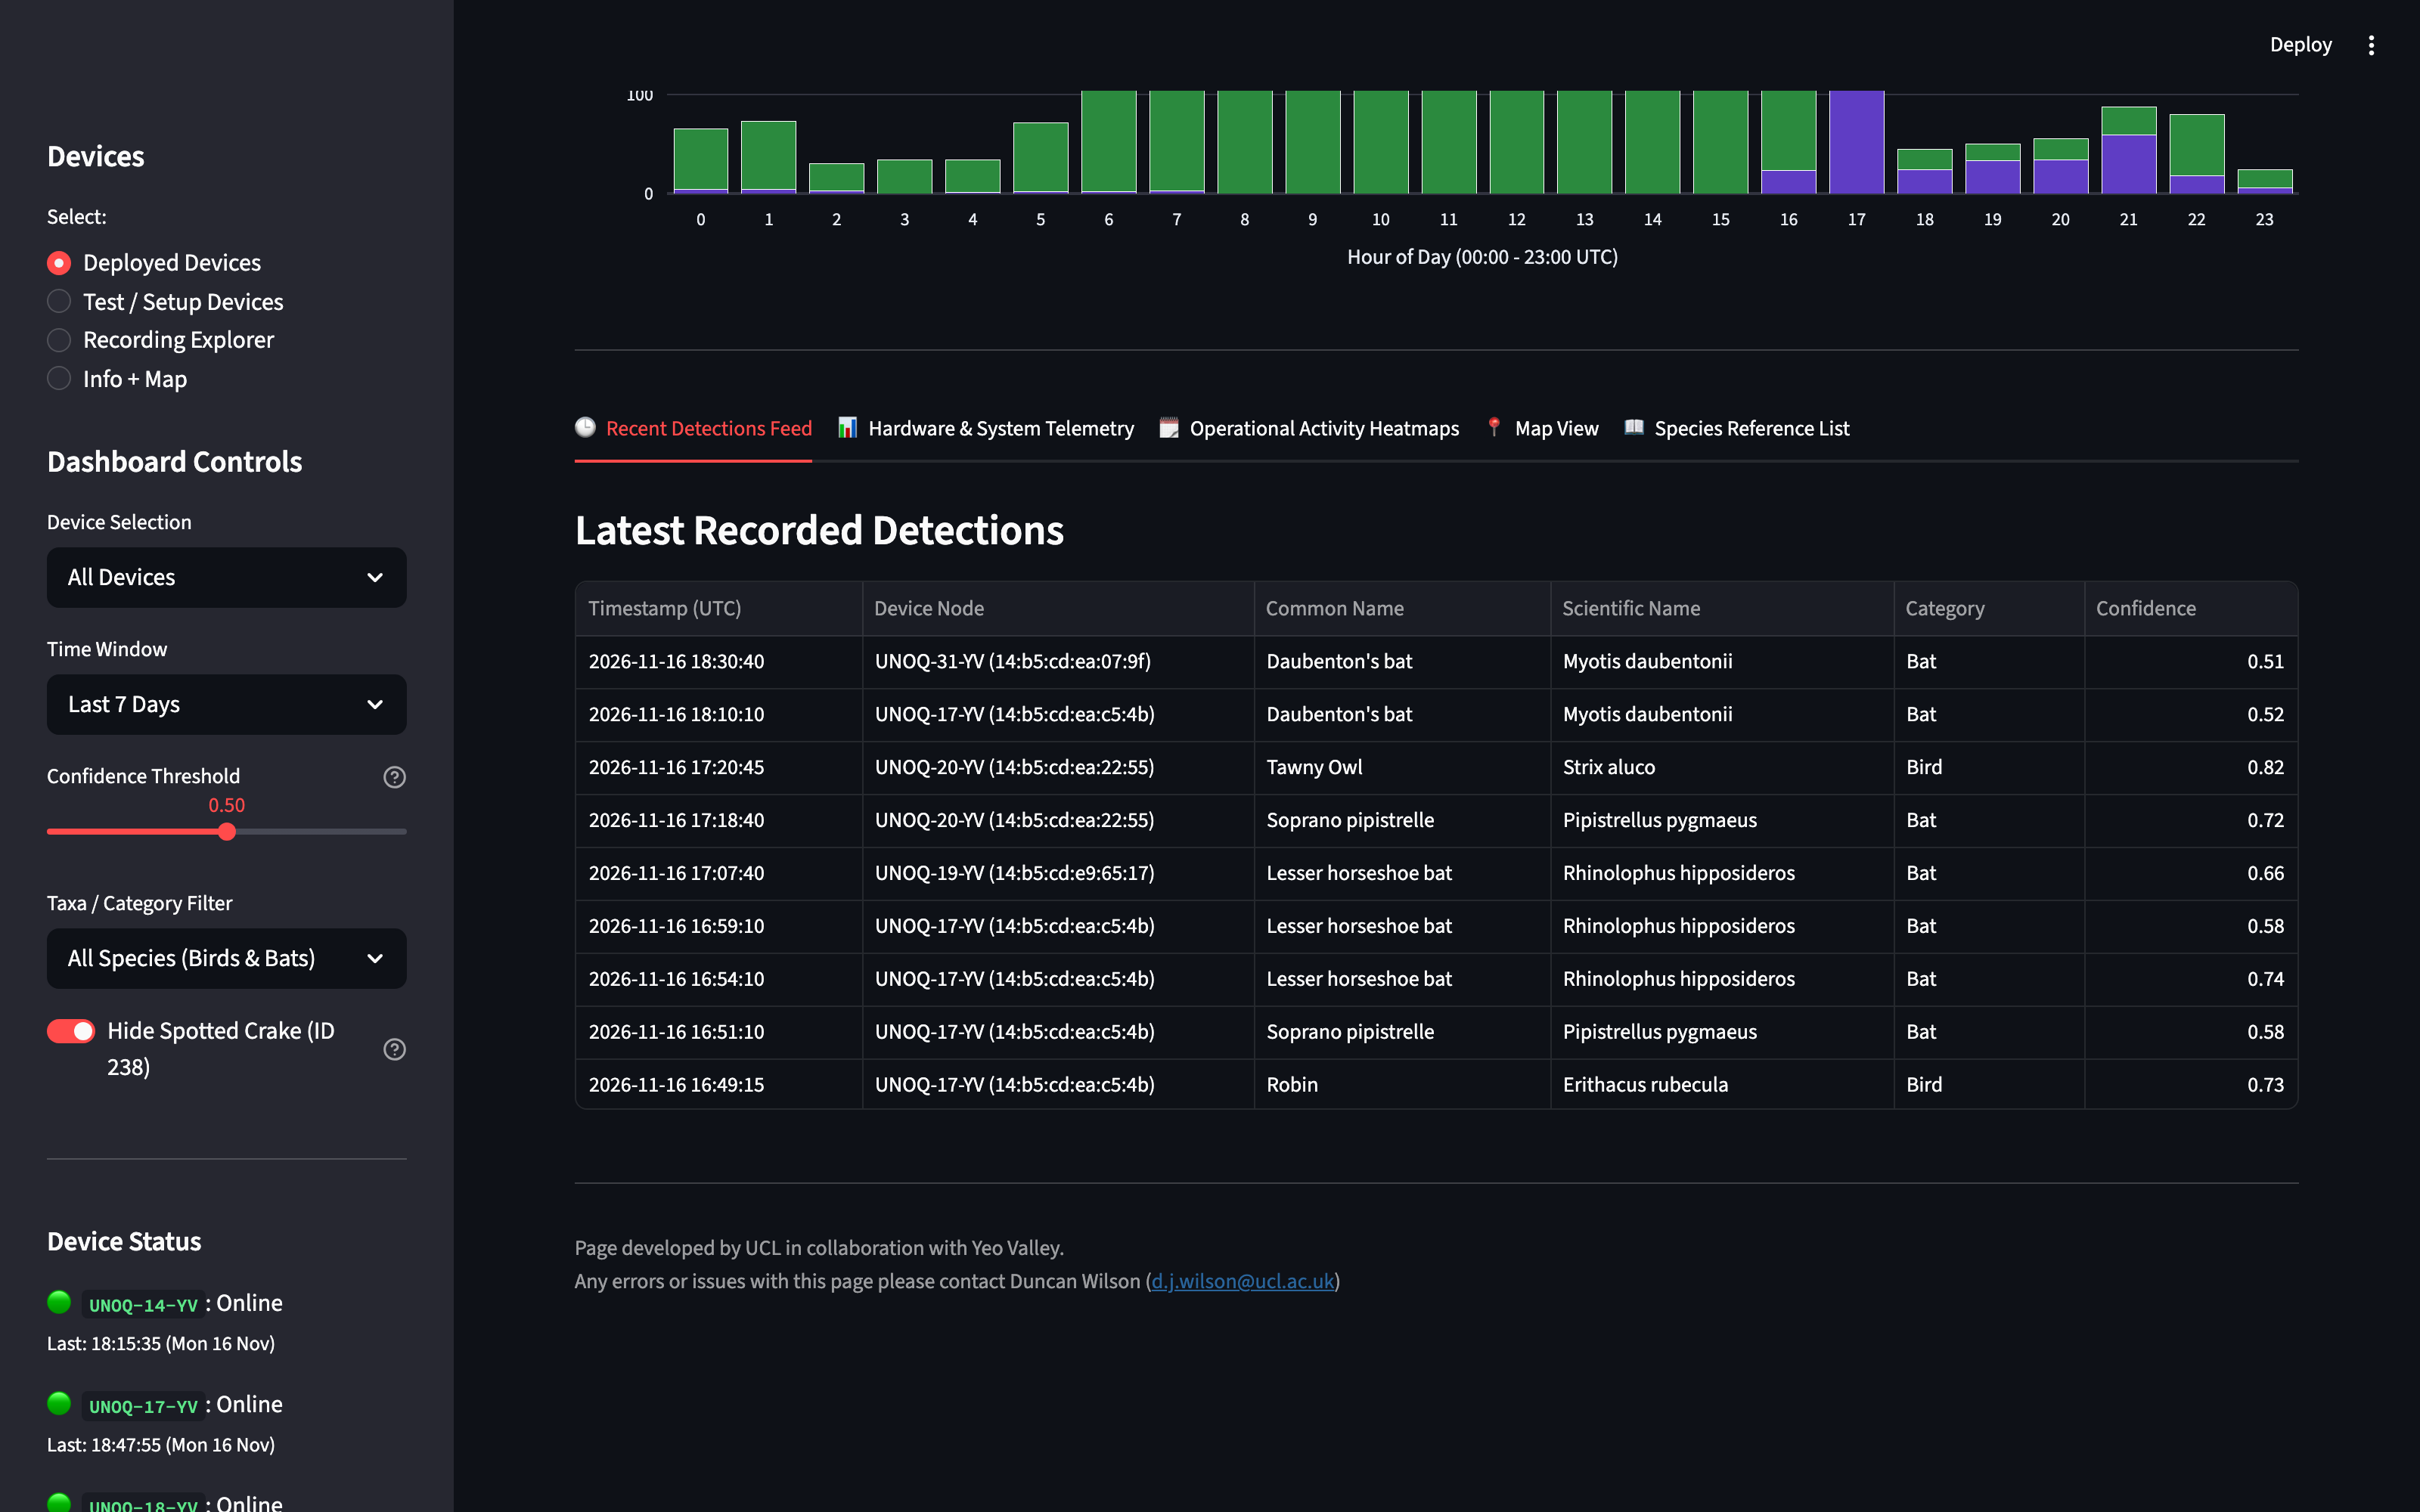 Deploy
Devices
Select:
Deployed Devices
Test / Setup Devices
Recording Explorer
Info + Map
Dashboard Controls
Device Selection
All Devices
Time Window
Last 7 Days
Confidence Threshold
0.50
Taxa / Category Filter
All Species (Birds & Bats)
Hide Spotted Crake (ID
238)
Device Status
UNOQ-14-YV : Online
Last: 18:15:35 (Mon 16 Nov)
UNOQ-17-YV : Online
Last: 18:47:55 (Mon 16 Nov)
UNOQ-18-YV : Online
100
0
0 1 2 3 4 5 6 7 8 9 10 11 12 13 14 15 16 17 18 19 20 21 22 23
Hour of Day (00:00 - 23:00 UTC)
Recent Detections Feed Hardware & System Telemetry Operational Activity Heatmaps Map View Species Reference List
Latest Recorded Detections
Timestamp (UTC) Device Node Common Name Scientific Name Category Confidence
2026-11-16 18:30:40 UNOQ-31-YV (14:b5:cd:ea:07:9f) Daubenton's bat Myotis daubentonii Bat 0.51
2026-11-16 18:10:10 UNOQ-17-YV (14:b5:cd:ea:c5:4b) Daubenton's bat Myotis daubentonii Bat 0.52
2026-11-16 17:20:45 UNOQ-20-YV (14:b5:cd:ea:22:55) Tawny Owl Strix aluco Bird 0.82
2026-11-16 17:18:40 UNOQ-20-YV (14:b5:cd:ea:22:55) Soprano pipistrelle Pipistrellus pygmaeus Bat 0.72
2026-11-16 17:07:40 UNOQ-19-YV (14:b5:cd:e9:65:17) Lesser horseshoe bat Rhinolophus hipposideros Bat 0.66
2026-11-16 16:59:10 UNOQ-17-YV (14:b5:cd:ea:c5:4b) Lesser horseshoe bat Rhinolophus hipposideros Bat 0.58
2026-11-16 16:54:10 UNOQ-17-YV (14:b5:cd:ea:c5:4b) Lesser horseshoe bat Rhinolophus hipposideros Bat 0.74
2026-11-16 16:51:10 UNOQ-17-YV (14:b5:cd:ea:c5:4b) Soprano pipistrelle Pipistrellus pygmaeus Bat 0.58
2026-11-16 16:49:15 UNOQ-17-YV (14:b5:cd:ea:c5:4b) Robin Erithacus rubecula Bird 0.73
Page developed by UCL in collaboration with Yeo Valley.
Any errors or issues with this page please contact Duncan Wilson (d.j.wilson@ucl.ac.uk)